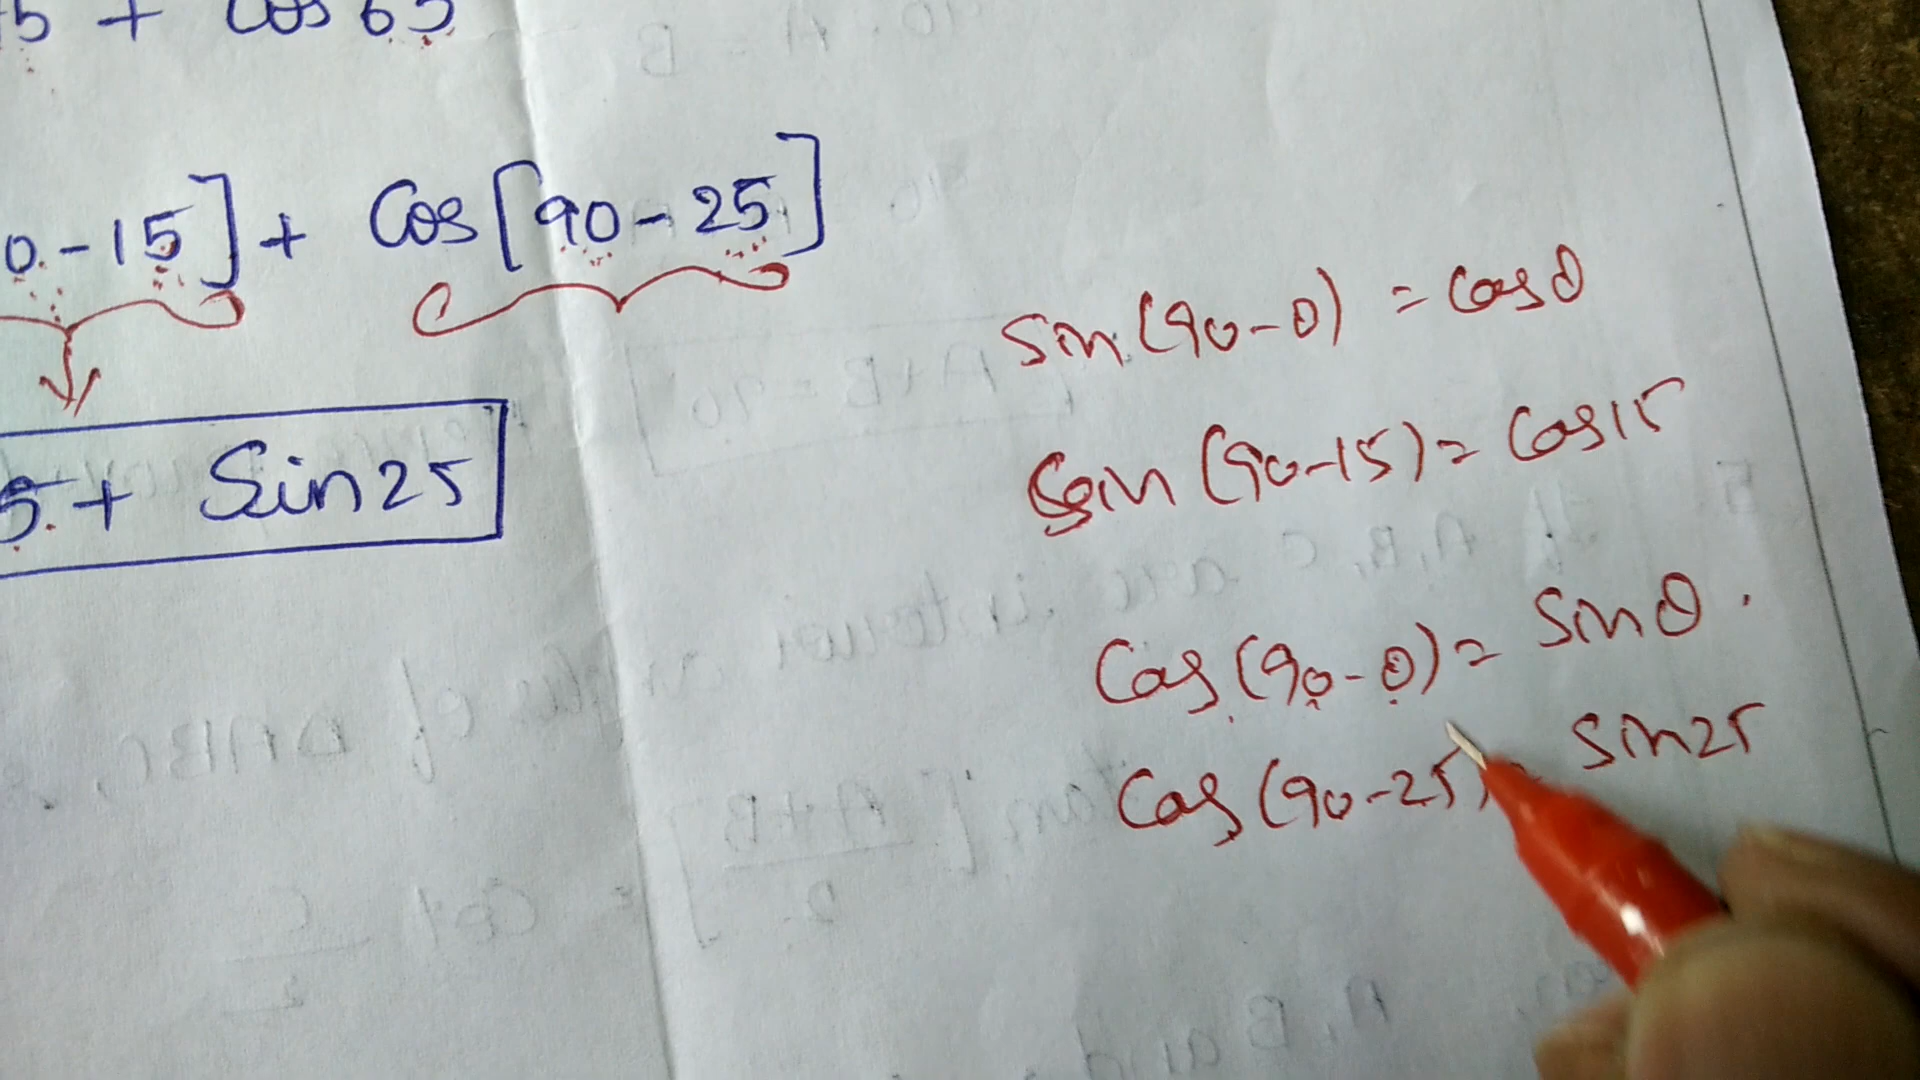 5 + Cos 65
0-15] + Cos[90-25]
5 + Sin25
Sin(90-θ) = Cosθ
Sin(90-15) = Cos15
Cos(90-θ) = Sinθ.
Cos(90-25) = Sin25